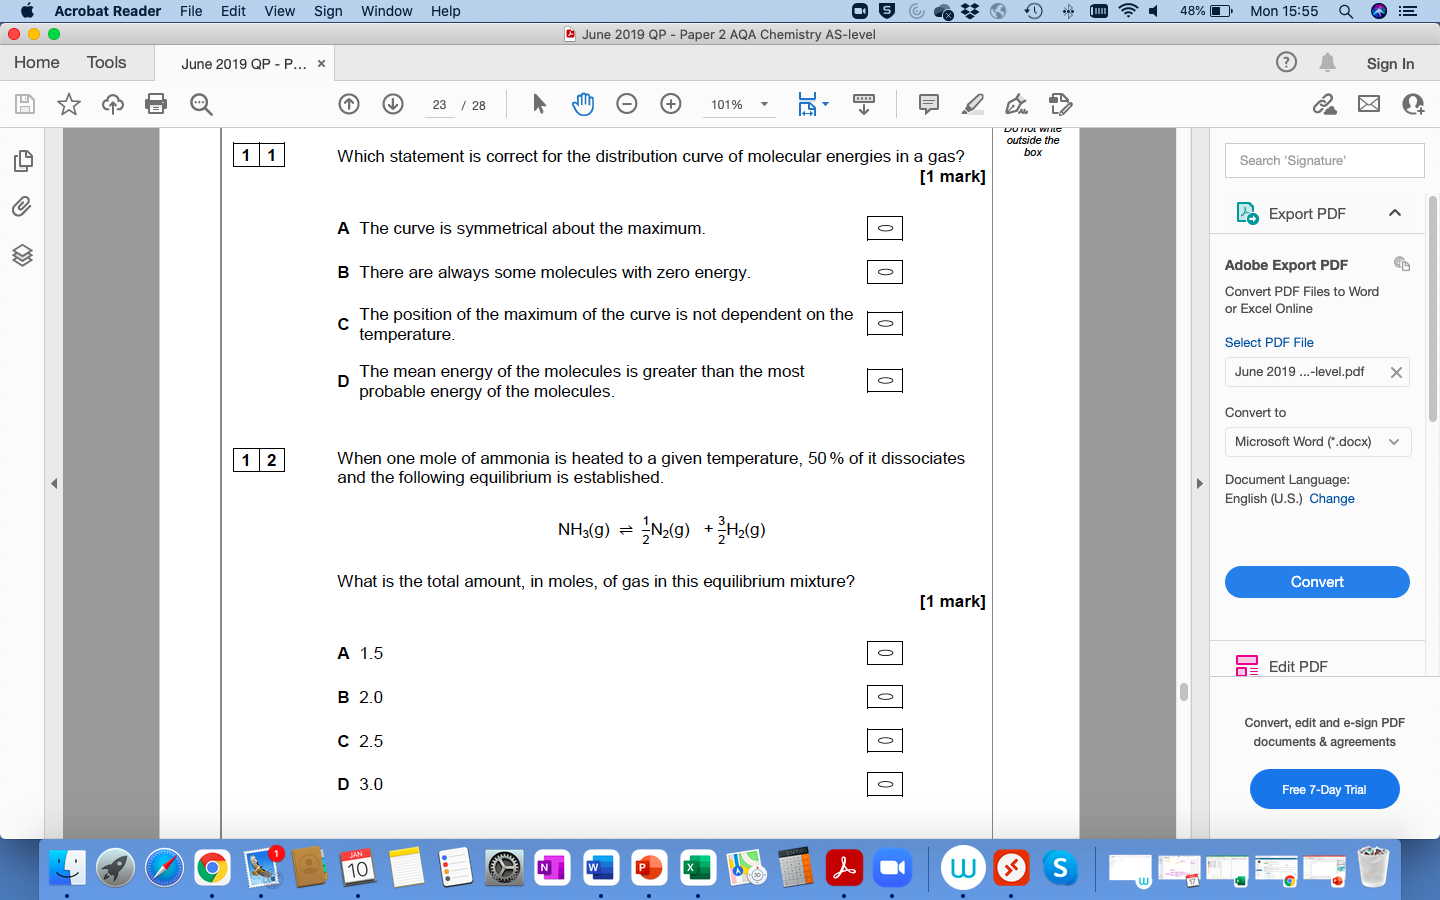 Acrobat Reader File Edit View Sign Window Help 48% Mon 15:55
June 2019 QP - Paper 2 AQA Chemistry AS-level
Home Tools June 2019 QP - P... × Sign In
23 / 28 101%
Do not write
outside the
box
1 1 Which statement is correct for the distribution curve of molecular energies in a gas?
[1 mark]
A The curve is symmetrical about the maximum.
B There are always some molecules with zero energy.
C The position of the maximum of the curve is not dependent on the
temperature.
D The mean energy of the molecules is greater than the most
probable energy of the molecules.
1 2 When one mole of ammonia is heated to a given temperature, 50 % of it dissociates
and the following equilibrium is established.
NH₃(g) ⇌ 1/2 N₂(g) + 3/2 H₂(g)
What is the total amount, in moles, of gas in this equilibrium mixture?
[1 mark]
A 1.5
B 2.0
C 2.5
D 3.0
Search 'Signature'
Export PDF
Adobe Export PDF
Convert PDF Files to Word
or Excel Online
Select PDF File
June 2019 ...-level.pdf
Convert to
Microsoft Word (*.docx)
Document Language:
English (U.S.) Change
Convert
Edit PDF
Convert, edit and e-sign PDF
documents & agreements
Free 7-Day Trial
1
JAN
10